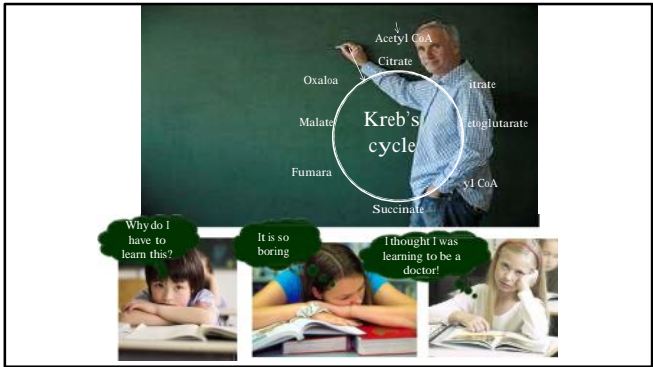 Acetyl CoA
Citrate
Oxaloa
itrate
Malate
Kreb's
cycle
etoglutarate
Fumara
yl CoA
Succinate
Why do I
have to
learn this?
It is so
boring
I thought I was
learning to be a
doctor!